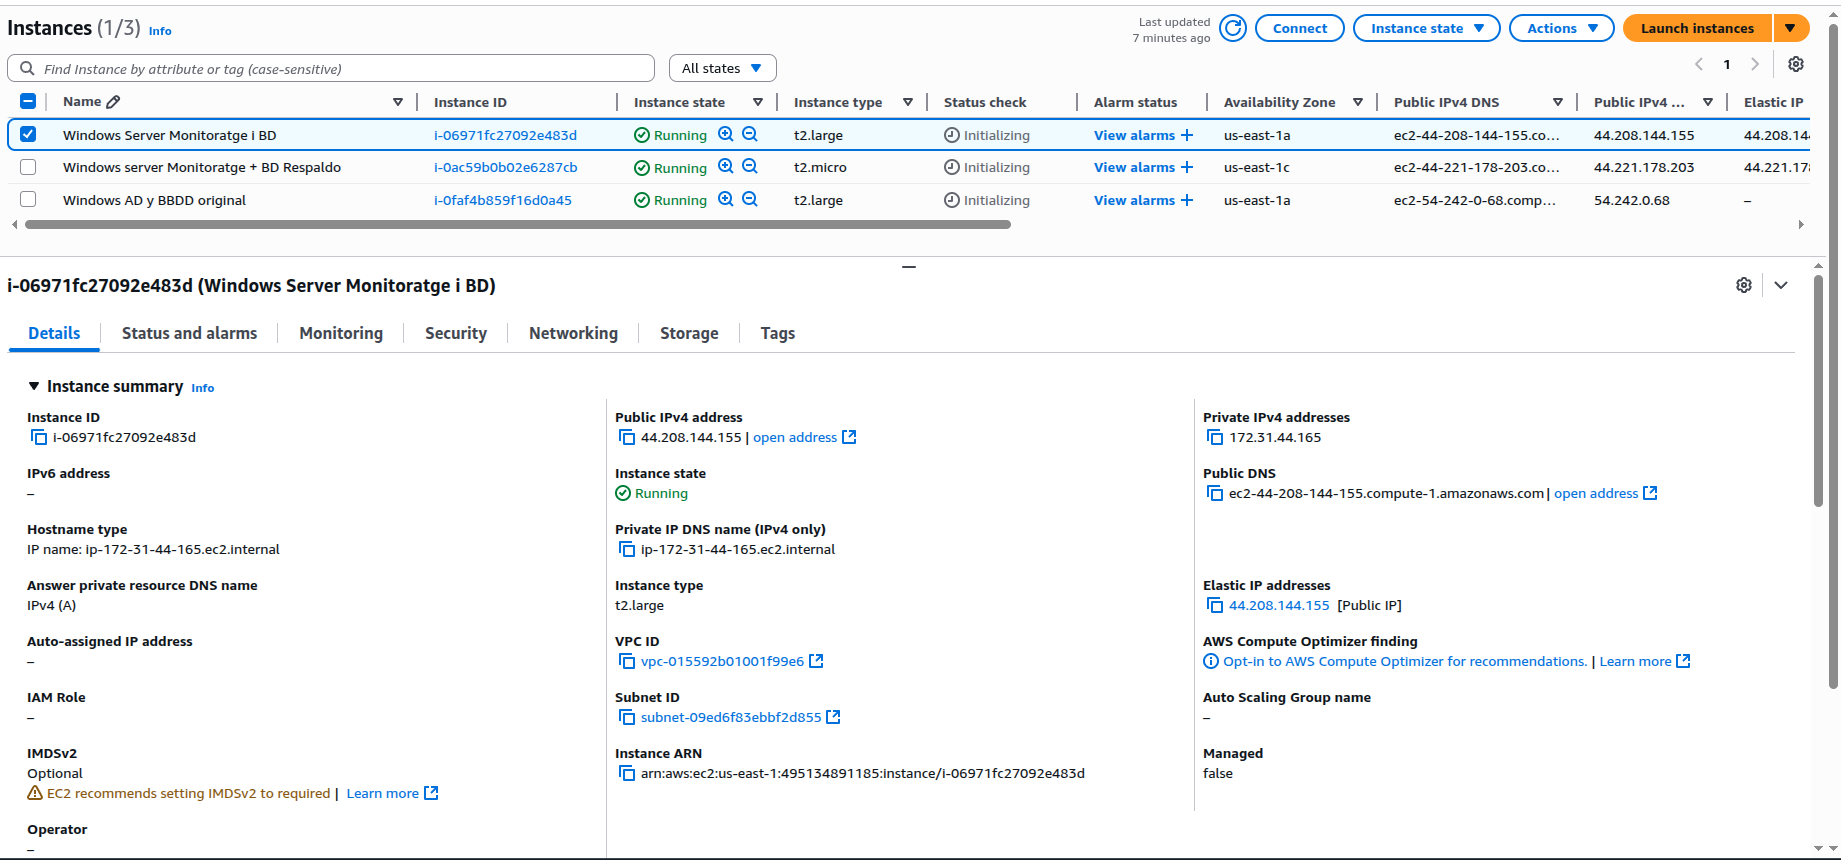 Instances (1/3) Info
Last updated
7 minutes ago
Connect
Instance state
Actions
Launch instances
Find Instance by attribute or tag (case-sensitive)
All states
1
Name Instance ID Instance state Instance type Status check Alarm status Availability Zone Public IPv4 DNS Public IPv4 ... Elastic IP
Windows Server Monitoratge i BD i-06971fc27092e483d Running t2.large Initializing View alarms + us-east-1a ec2-44-208-144-155.co... 44.208.144.155 44.208.14
Windows server Monitoratge + BD Respaldo i-0ac59b0b02e6287cb Running t2.micro Initializing View alarms + us-east-1c ec2-44-221-178-203.co... 44.221.178.203 44.221.178
Windows AD y BBDD original i-0faf4b859f16d0a45 Running t2.large Initializing View alarms + us-east-1a ec2-54-242-0-68.comp... 54.242.0.68 –
i-06971fc27092e483d (Windows Server Monitoratge i BD)
Details Status and alarms Monitoring Security Networking Storage Tags
Instance summary Info
Instance ID
i-06971fc27092e483d
Public IPv4 address
44.208.144.155 | open address
Private IPv4 addresses
172.31.44.165
IPv6 address
–
Instance state
Running
Public DNS
ec2-44-208-144-155.compute-1.amazonaws.com | open address
Hostname type
IP name: ip-172-31-44-165.ec2.internal
Private IP DNS name (IPv4 only)
ip-172-31-44-165.ec2.internal
Answer private resource DNS name
IPv4 (A)
Instance type
t2.large
Elastic IP addresses
44.208.144.155 [Public IP]
Auto-assigned IP address
–
VPC ID
vpc-015592b01001f99e6
AWS Compute Optimizer finding
Opt-in to AWS Compute Optimizer for recommendations. | Learn more
IAM Role
–
Subnet ID
subnet-09ed6f83ebbf2d855
Auto Scaling Group name
–
IMDSv2
Optional
EC2 recommends setting IMDSv2 to required | Learn more
Instance ARN
arn:aws:ec2:us-east-1:495134891185:instance/i-06971fc27092e483d
Managed
false
Operator
–